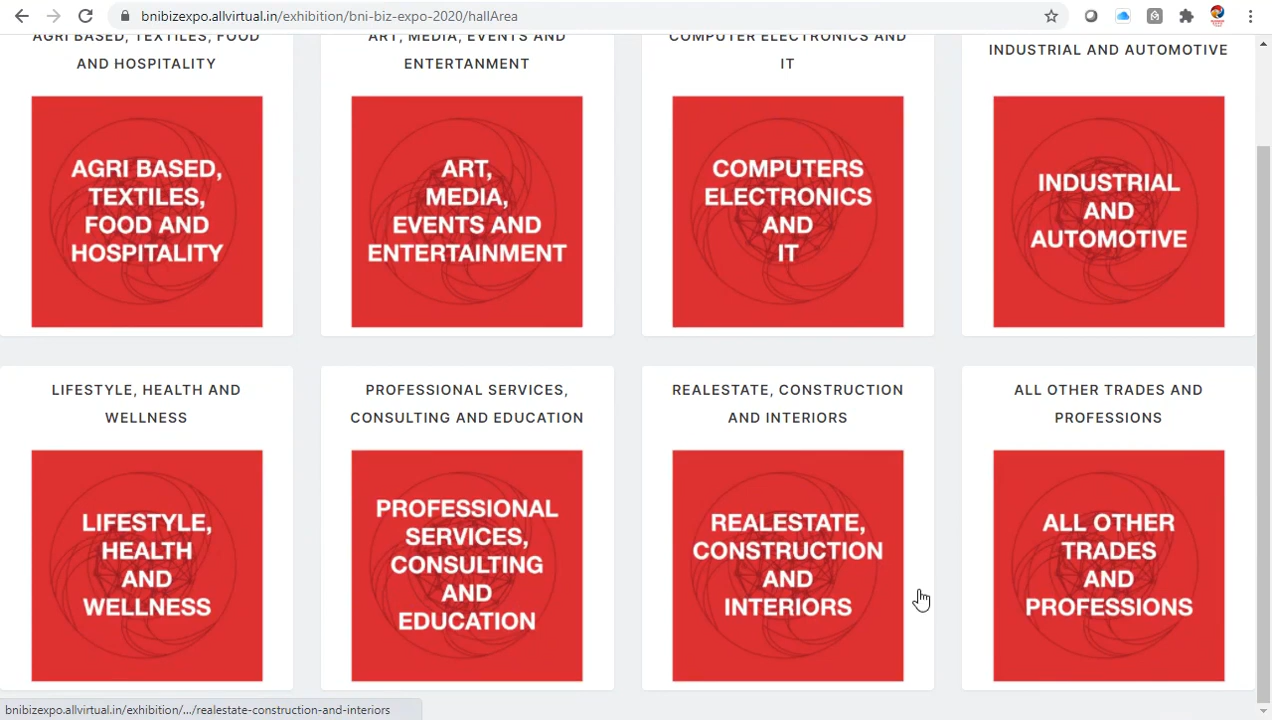 bnibizexpo.allvirtual.in/exhibition/bni-biz-expo-2020/hallArea
AGRI BASED, TEXTILES, FOOD
AND HOSPITALITY
ART, MEDIA, EVENTS AND
ENTERTANMENT
COMPUTER ELECTRONICS AND
IT
INDUSTRIAL AND AUTOMOTIVE
AGRI BASED,
TEXTILES,
FOOD AND
HOSPITALITY
ART,
MEDIA,
EVENTS AND
ENTERTAINMENT
COMPUTERS
ELECTRONICS
AND
IT
INDUSTRIAL
AND
AUTOMOTIVE
LIFESTYLE, HEALTH AND
WELLNESS
PROFESSIONAL SERVICES,
CONSULTING AND EDUCATION
REALESTATE, CONSTRUCTION
AND INTERIORS
ALL OTHER TRADES AND
PROFESSIONS
LIFESTYLE,
HEALTH
AND
WELLNESS
PROFESSIONAL
SERVICES,
CONSULTING
AND
EDUCATION
REALESTATE,
CONSTRUCTION
AND
INTERIORS
ALL OTHER
TRADES
AND
PROFESSIONS
bnibizexpo.allvirtual.in/exhibition/.../realestate-construction-and-interiors